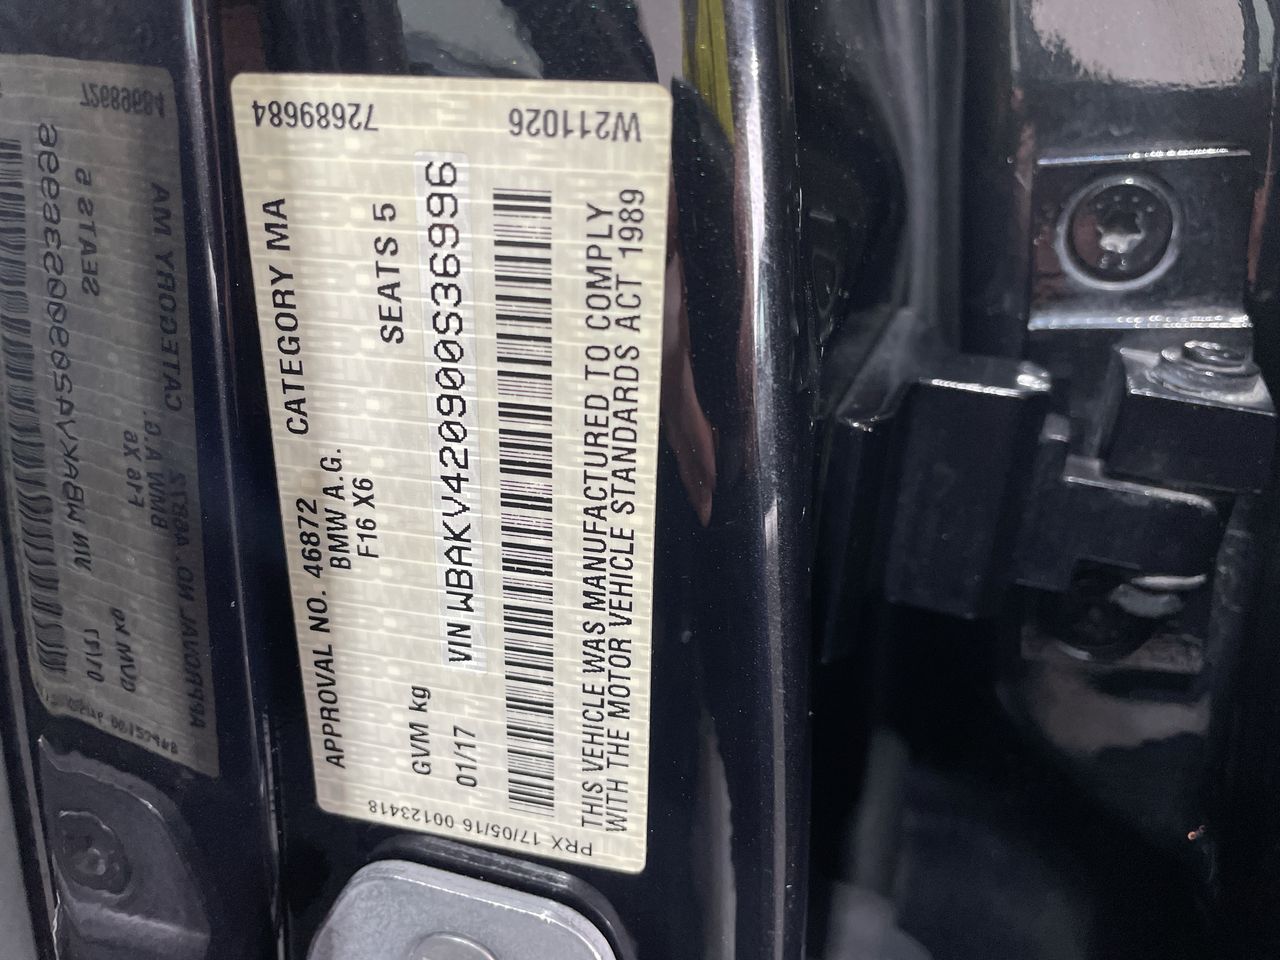 72689684
W211026
APPROVAL NO. 46872 CATEGORY MA
BMW A.G.
F16 X6 SEATS 5
GVM kg
VIN WBAKV420900S36996
01/17
THIS VEHICLE WAS MANUFACTURED TO COMPLY
WITH THE MOTOR VEHICLE STANDARDS ACT 1989
PRX 17/05/16 00123418